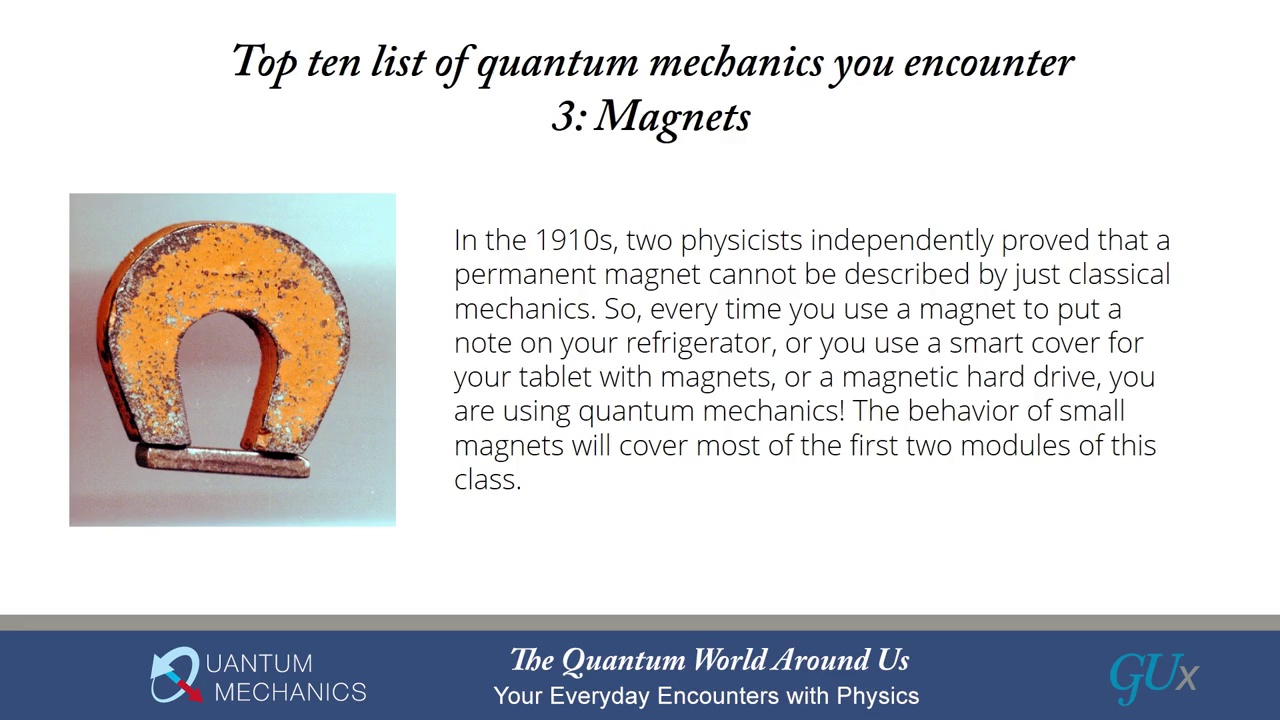 Top ten list of quantum mechanics you encounter
3: Magnets
In the 1910s, two physicists independently proved that a
permanent magnet cannot be described by just classical
mechanics. So, every time you use a magnet to put a
note on your refrigerator, or you use a smart cover for
your tablet with magnets, or a magnetic hard drive, you
are using quantum mechanics! The behavior of small
magnets will cover most of the first two modules of this
class.
QUANTUM
MECHANICS
The Quantum World Around Us
Your Everyday Encounters with Physics
GUx